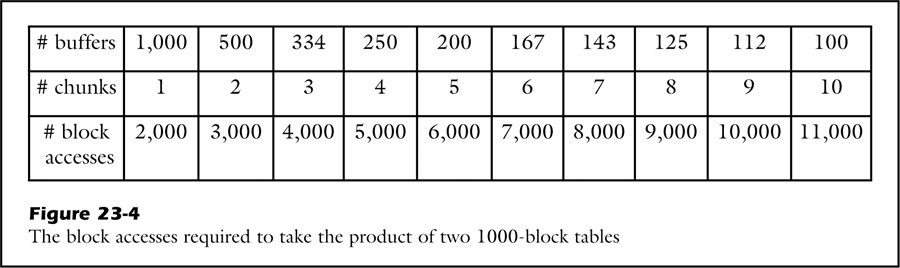 # buffers 1,000 500 334 250 200 167 143 125 112 100
# chunks 1 2 3 4 5 6 7 8 9 10
# block accesses 2,000 3,000 4,000 5,000 6,000 7,000 8,000 9,000 10,000 11,000
Figure 23-4
The block accesses required to take the product of two 1000-block tables